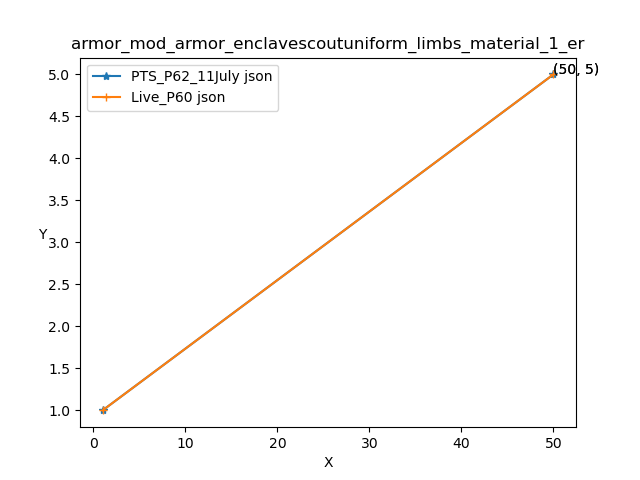 armor_mod_armor_enclavescoutuniform_limbs_material_1_er
PTS_P62_11July json
Live_P60 json
(50, 5)
5.0
4.5
4.0
3.5
3.0
2.5
2.0
1.5
1.0
Y
0 10 20 30 40 50
X